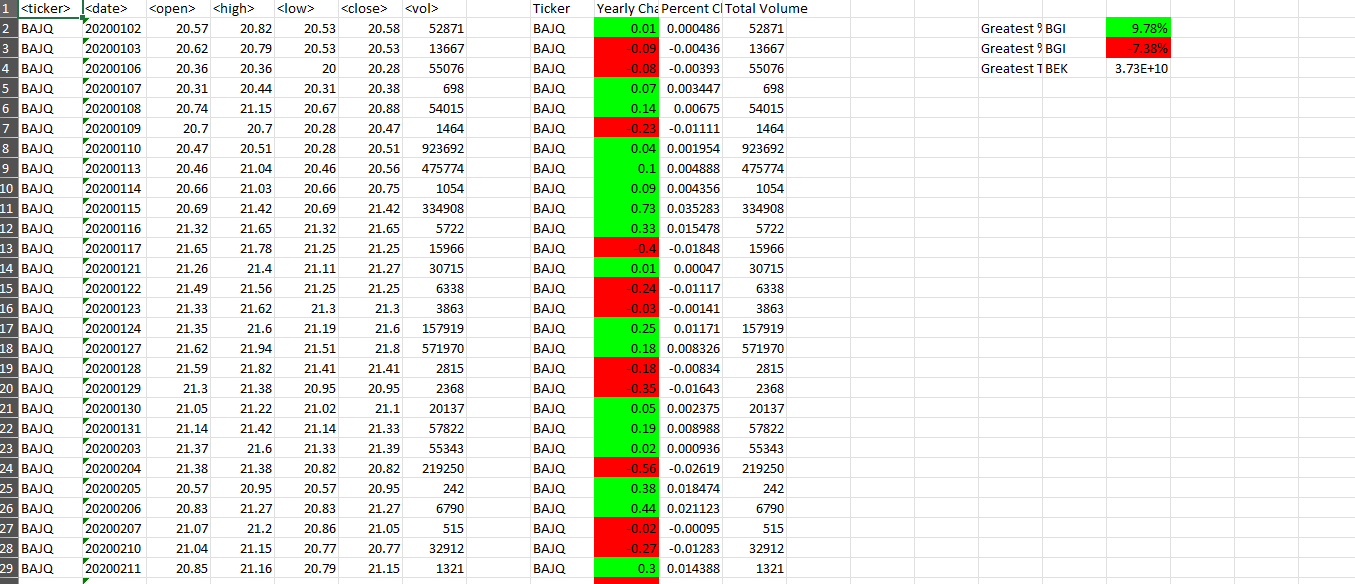 1 <ticker> <date> <open> <high> <low> <close> <vol> Ticker Yearly Cha Percent Cl Total Volume
2 BAJQ 20200102 20.57 20.82 20.53 20.58 52871 BAJQ 0.01 0.000486 52871 Greatest % BGI 9.78%
3 BAJQ 20200103 20.62 20.79 20.53 20.53 13667 BAJQ -0.09 -0.00436 13667 Greatest % BGI -7.38%
4 BAJQ 20200106 20.36 20.36 20 20.28 55076 BAJQ -0.08 -0.00393 55076 Greatest T BEK 3.73E+10
5 BAJQ 20200107 20.31 20.44 20.31 20.38 698 BAJQ 0.07 0.003447 698
6 BAJQ 20200108 20.74 21.15 20.67 20.88 54015 BAJQ 0.14 0.00675 54015
7 BAJQ 20200109 20.7 20.7 20.28 20.47 1464 BAJQ -0.23 -0.01111 1464
8 BAJQ 20200110 20.47 20.51 20.28 20.51 923692 BAJQ 0.04 0.001954 923692
9 BAJQ 20200113 20.46 21.04 20.46 20.56 475774 BAJQ 0.1 0.004888 475774
10 BAJQ 20200114 20.66 21.03 20.66 20.75 1054 BAJQ 0.09 0.004356 1054
11 BAJQ 20200115 20.69 21.42 20.69 21.42 334908 BAJQ 0.73 0.035283 334908
12 BAJQ 20200116 21.32 21.65 21.32 21.65 5722 BAJQ 0.33 0.015478 5722
13 BAJQ 20200117 21.65 21.78 21.25 21.25 15966 BAJQ -0.4 -0.01848 15966
14 BAJQ 20200121 21.26 21.4 21.11 21.27 30715 BAJQ 0.01 0.00047 30715
15 BAJQ 20200122 21.49 21.56 21.25 21.25 6338 BAJQ -0.24 -0.01117 6338
16 BAJQ 20200123 21.33 21.62 21.3 21.3 3863 BAJQ -0.03 -0.00141 3863
17 BAJQ 20200124 21.35 21.6 21.19 21.6 157919 BAJQ 0.25 0.01171 157919
18 BAJQ 20200127 21.62 21.94 21.51 21.8 571970 BAJQ 0.18 0.008326 571970
19 BAJQ 20200128 21.59 21.82 21.41 21.41 2815 BAJQ -0.18 -0.00834 2815
20 BAJQ 20200129 21.3 21.38 20.95 20.95 2368 BAJQ -0.35 -0.01643 2368
21 BAJQ 20200130 21.05 21.22 21.02 21.1 20137 BAJQ 0.05 0.002375 20137
22 BAJQ 20200131 21.14 21.42 21.14 21.33 57822 BAJQ 0.19 0.008988 57822
23 BAJQ 20200203 21.37 21.6 21.33 21.39 55343 BAJQ 0.02 0.000936 55343
24 BAJQ 20200204 21.38 21.38 20.82 20.82 219250 BAJQ -0.56 -0.02619 219250
25 BAJQ 20200205 20.57 20.95 20.57 20.95 242 BAJQ 0.38 0.018474 242
26 BAJQ 20200206 20.83 21.27 20.83 21.27 6790 BAJQ 0.44 0.021123 6790
27 BAJQ 20200207 21.07 21.2 20.86 21.05 515 BAJQ -0.02 -0.00095 515
28 BAJQ 20200210 21.04 21.15 20.77 20.77 32912 BAJQ -0.27 -0.01283 32912
29 BAJQ 20200211 20.85 21.16 20.79 21.15 1321 BAJQ 0.3 0.014388 1321